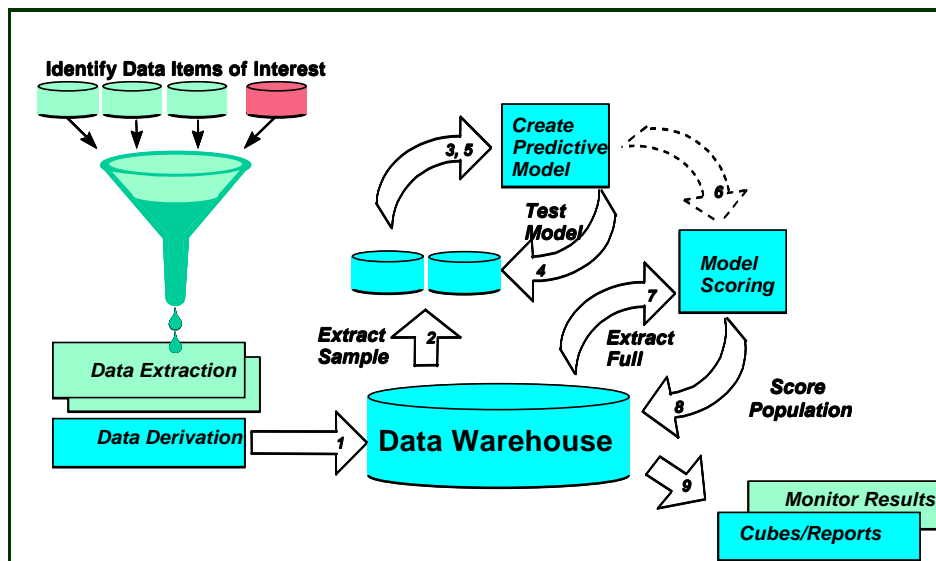 Identify Data Items of Interest
3, 5
Create
Predictive
Model
6
Test
Model
4
Model
Scoring
7
Extract
Sample
2
Extract
Full
Data Extraction
8
Score
Population
Data Derivation
1
Data Warehouse
9
Monitor Results
Cubes/Reports